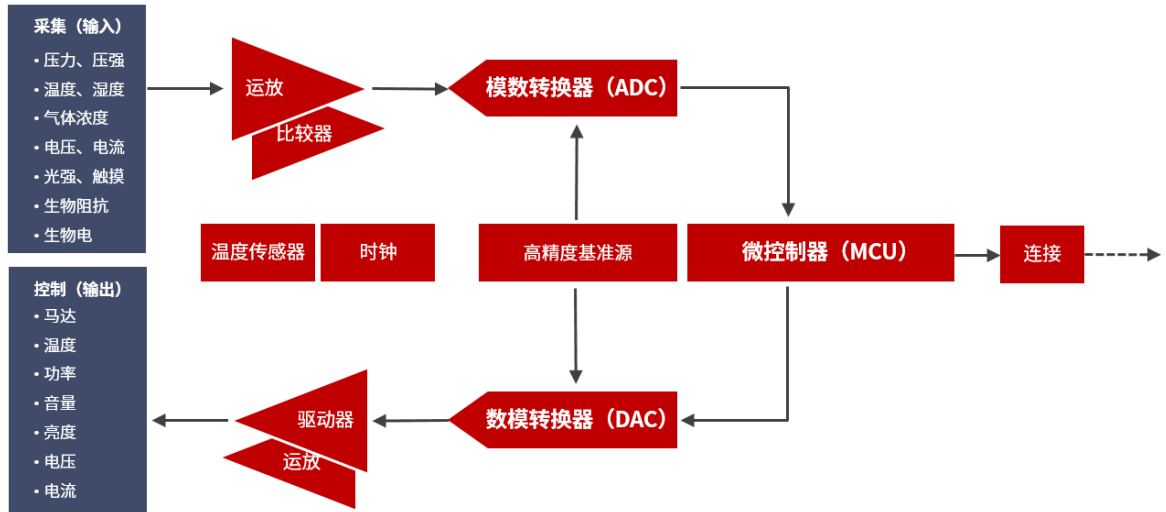 采集（输入）
• 压力、压强
• 温度、湿度
• 气体浓度
• 电压、电流
• 光强、触摸
• 生物阻抗
• 生物电
运放
比较器
模数转换器（ADC）
温度传感器
时钟
高精度基准源
微控制器（MCU）
连接
控制（输出）
• 马达
• 温度
• 功率
• 音量
• 亮度
• 电压
• 电流
驱动器
运放
数模转换器（DAC）